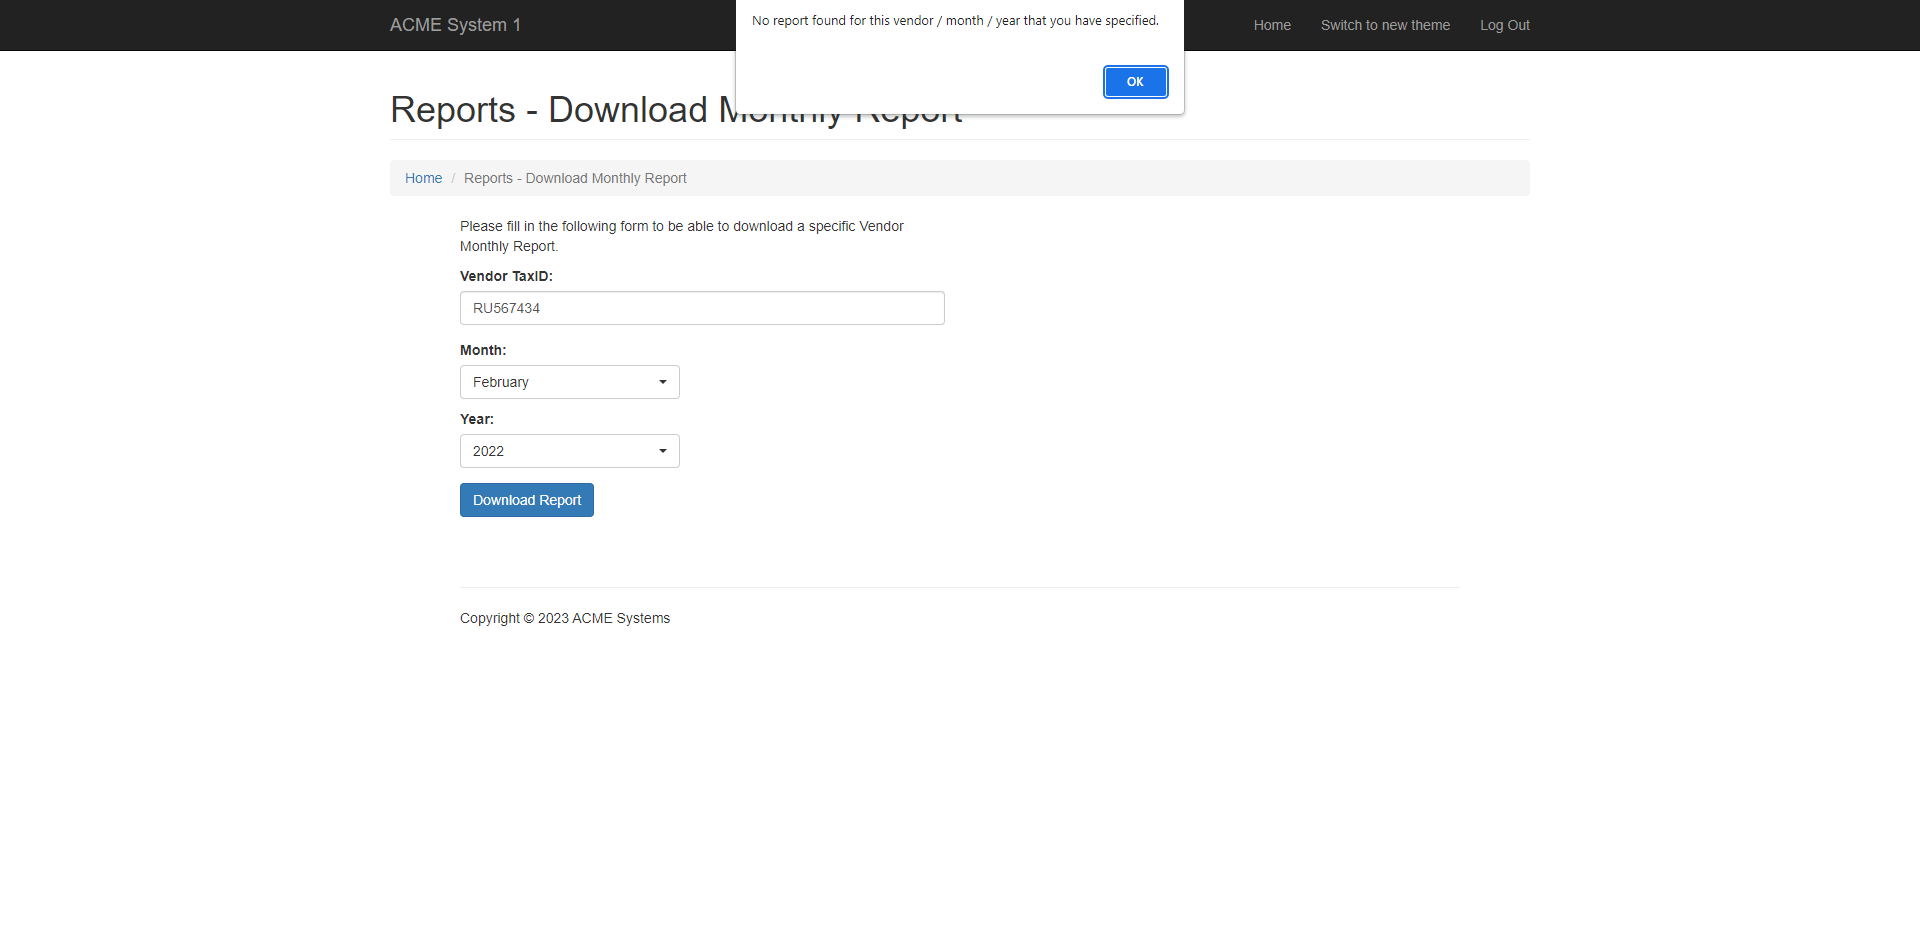 ACME System 1
No report found for this vendor / month / year that you have specified.
Home
Switch to new theme
Log Out
OK
Reports - Download Monthly Report
Home / Reports - Download Monthly Report
Please fill in the following form to be able to download a specific Vendor
Monthly Report.
Vendor TaxID:
RU567434
Month:
February
Year:
2022
Download Report
Copyright © 2023 ACME Systems